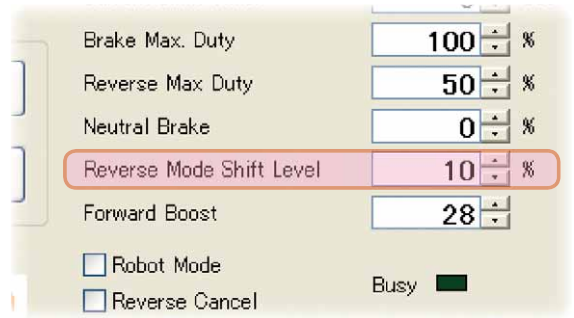 Brake Max. Duty 100 %
Reverse Max Duty 50 %
Neutral Brake 0 %
Reverse Mode Shift Level 10 %
Forward Boost 28
Robot Mode
Busy
Reverse Cancel